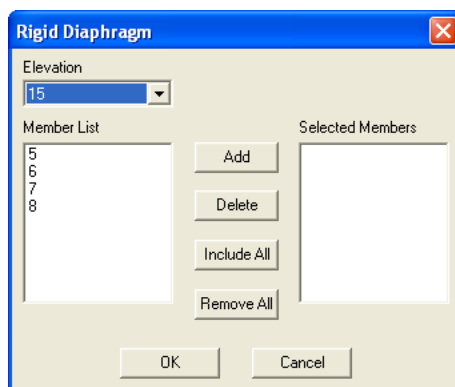 Rigid Diaphragm
Elevation
15
Member List
5
6
7
8
Add
Delete
Include All
Remove All
Selected Members
OK
Cancel